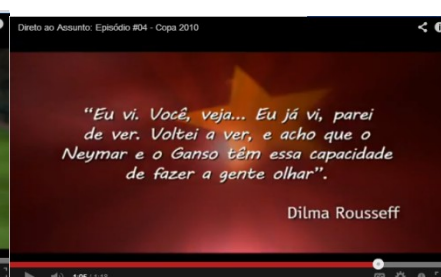 Direto ao Assunto: Episódio #04 - Copa 2010
“Eu vi. Você, veja... Eu já vi, parei
de ver. Voltei a ver, e acho que o
Neymar e o Ganso têm essa capacidade
de fazer a gente olhar”.
Dilma Rousseff